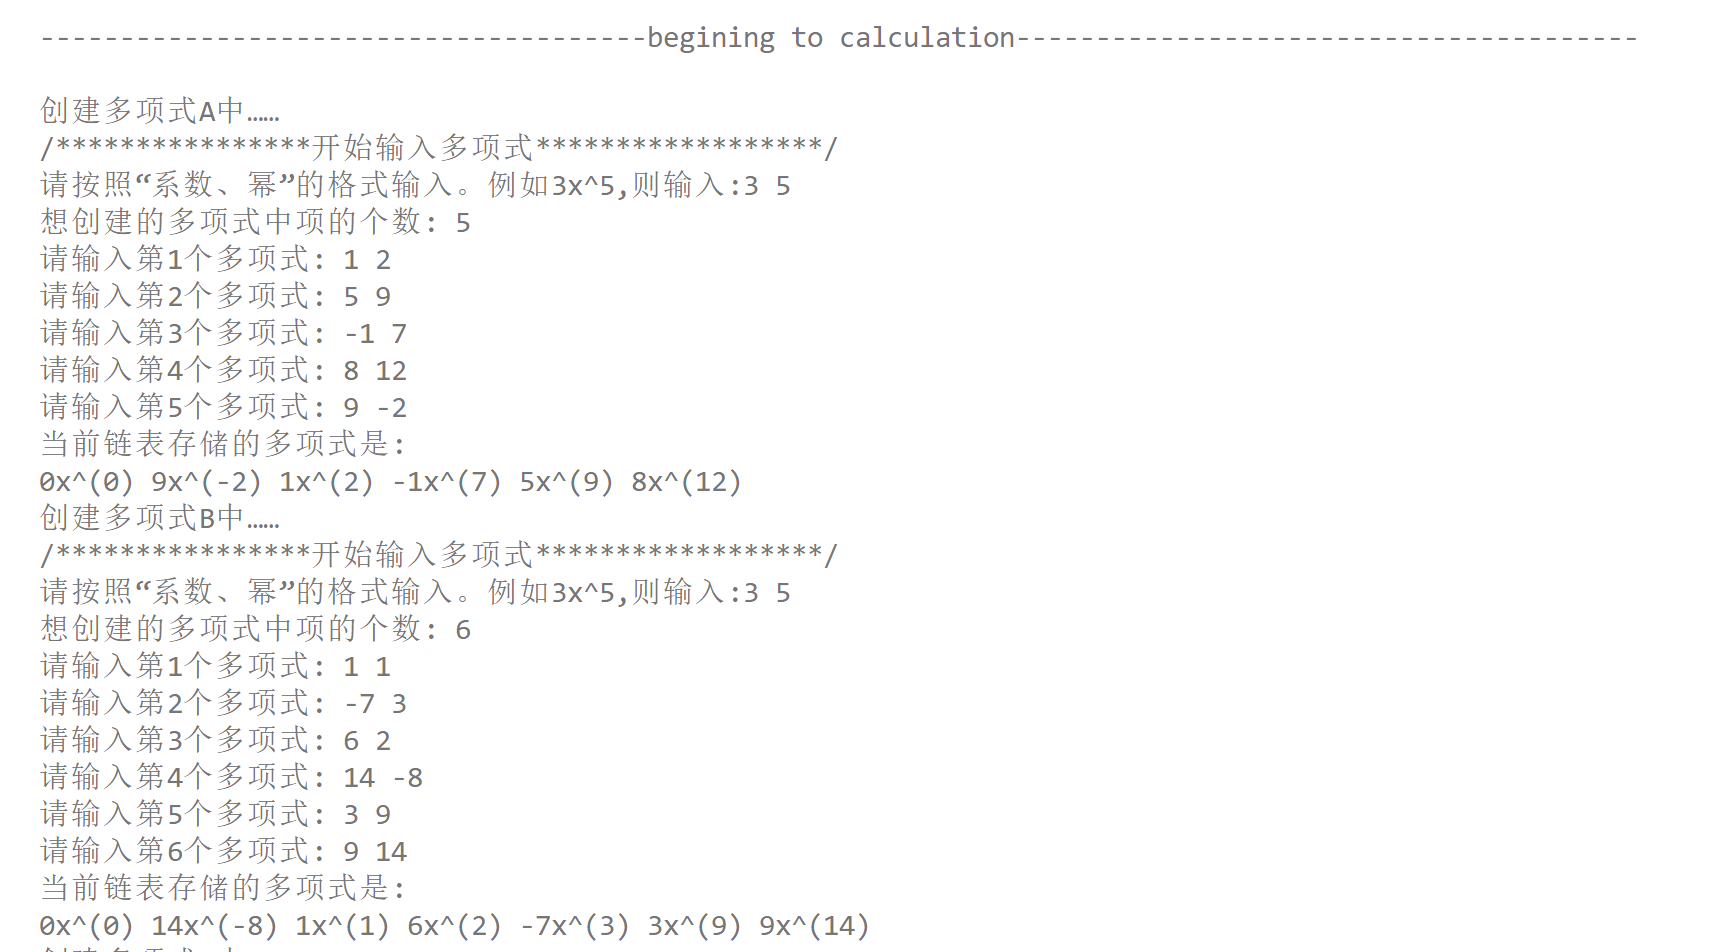 --------------------------------------begining to calculation---------------------------------------
创建多项式A中……
/****************开始输入多项式******************/
请按照“系数、幂”的格式输入。例如3x^5,则输入:3 5
想创建的多项式中项的个数: 5
请输入第1个多项式: 1 2
请输入第2个多项式: 5 9
请输入第3个多项式: -1 7
请输入第4个多项式: 8 12
请输入第5个多项式: 9 -2
当前链表存储的多项式是:
0x^(0) 9x^(-2) 1x^(2) -1x^(7) 5x^(9) 8x^(12)
创建多项式B中……
/****************开始输入多项式******************/
请按照“系数、幂”的格式输入。例如3x^5,则输入:3 5
想创建的多项式中项的个数: 6
请输入第1个多项式: 1 1
请输入第2个多项式: -7 3
请输入第3个多项式: 6 2
请输入第4个多项式: 14 -8
请输入第5个多项式: 3 9
请输入第6个多项式: 9 14
当前链表存储的多项式是:
0x^(0) 14x^(-8) 1x^(1) 6x^(2) -7x^(3) 3x^(9) 9x^(14)